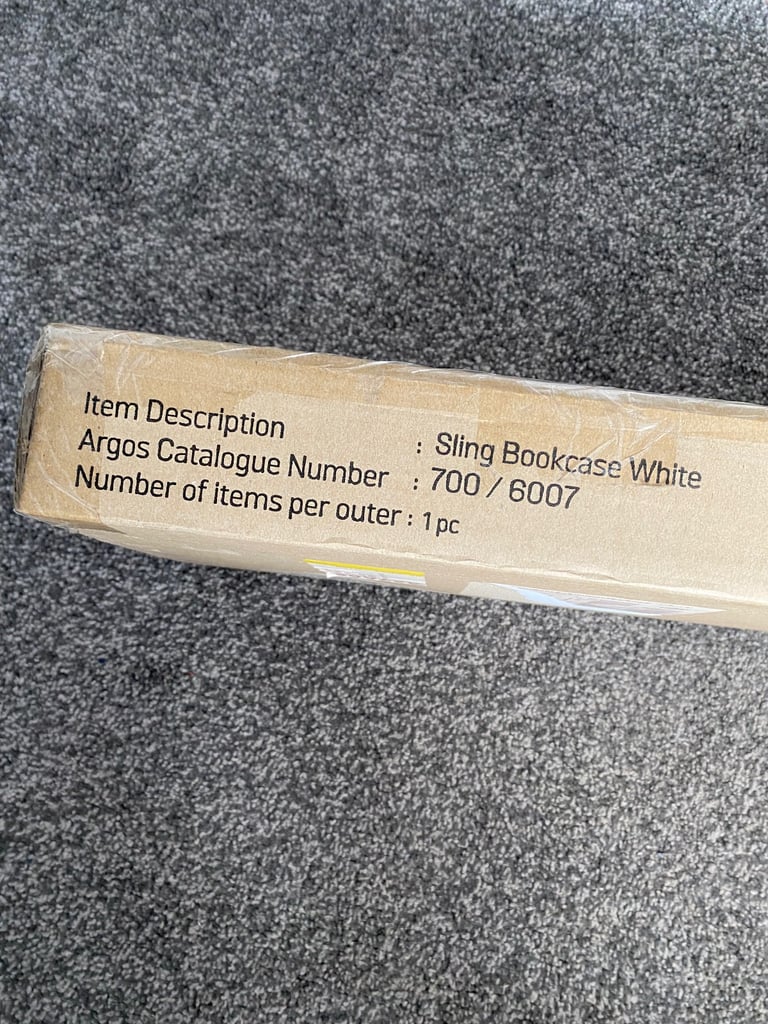 Item Description : Sling Bookcase White
Argos Catalogue Number : 700 / 6007
Number of items per outer : 1 pc